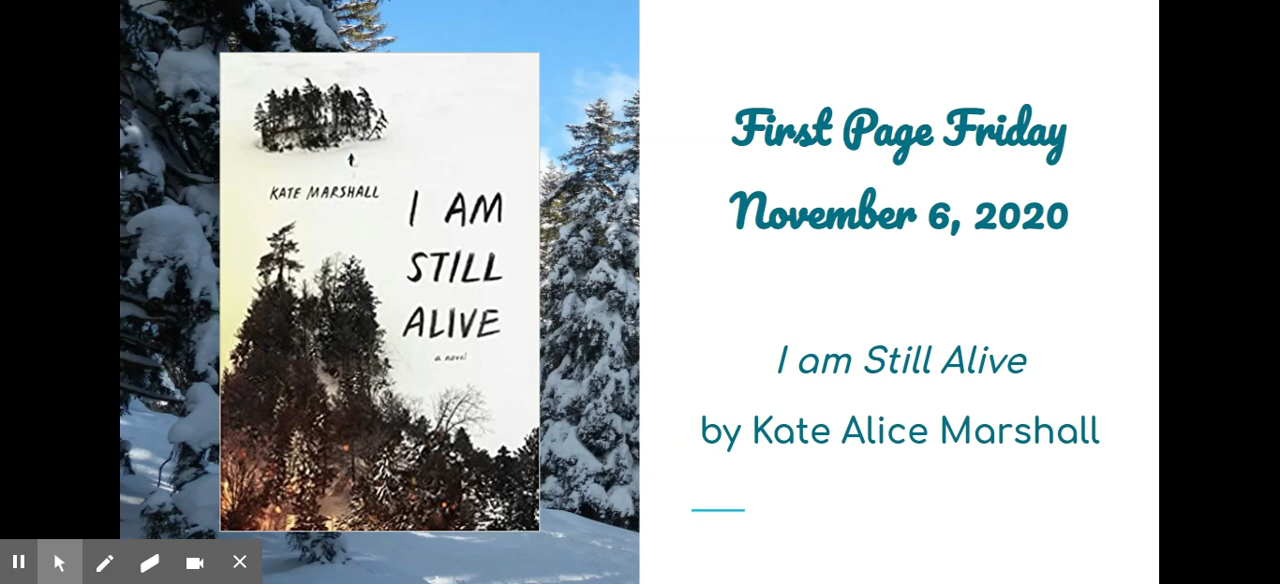 KATE MARSHALL
I AM
STILL
ALIVE
a novel
First Page Friday
November 6, 2020
I am Still Alive
by Kate Alice Marshall